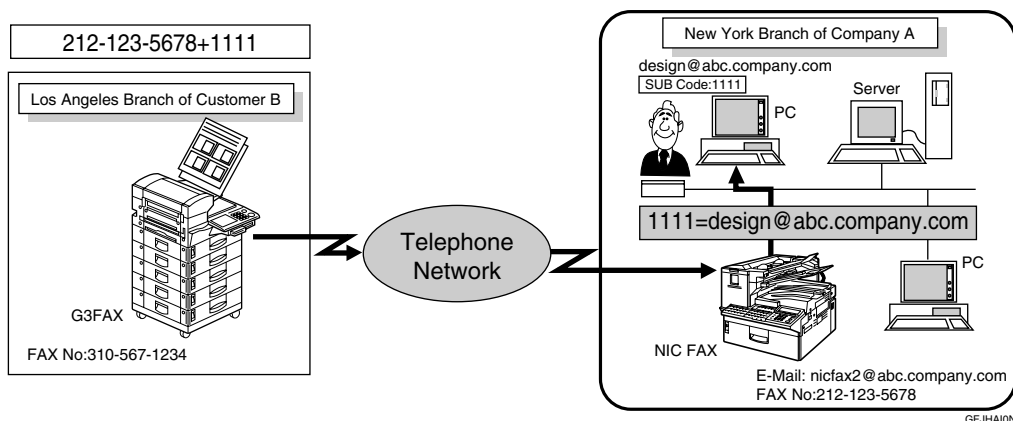 212-123-5678+1111
Los Angeles Branch of Customer B
G3FAX
FAX No:310-567-1234
Telephone
Network
New York Branch of Company A
design@abc.company.com
SUB Code:1111
PC
Server
1111=design@abc.company.com
PC
NIC FAX
E-Mail: nicfax2@abc.company.com
FAX No:212-123-5678
GFJHAI0N